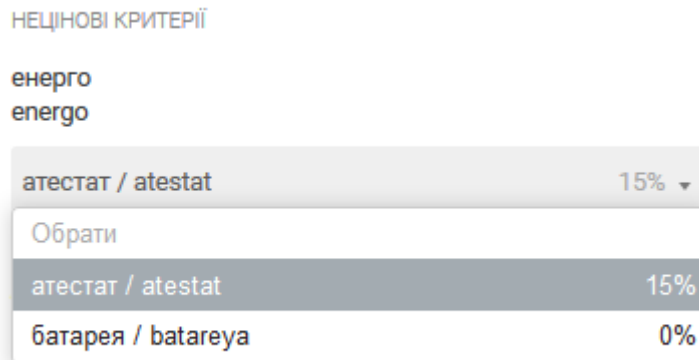 НЕЦІНОВІ КРИТЕРІЇ
енерго
energo
атестат / atestat 15%
Обрати
атестат / atestat 15%
батарея / batareya 0%